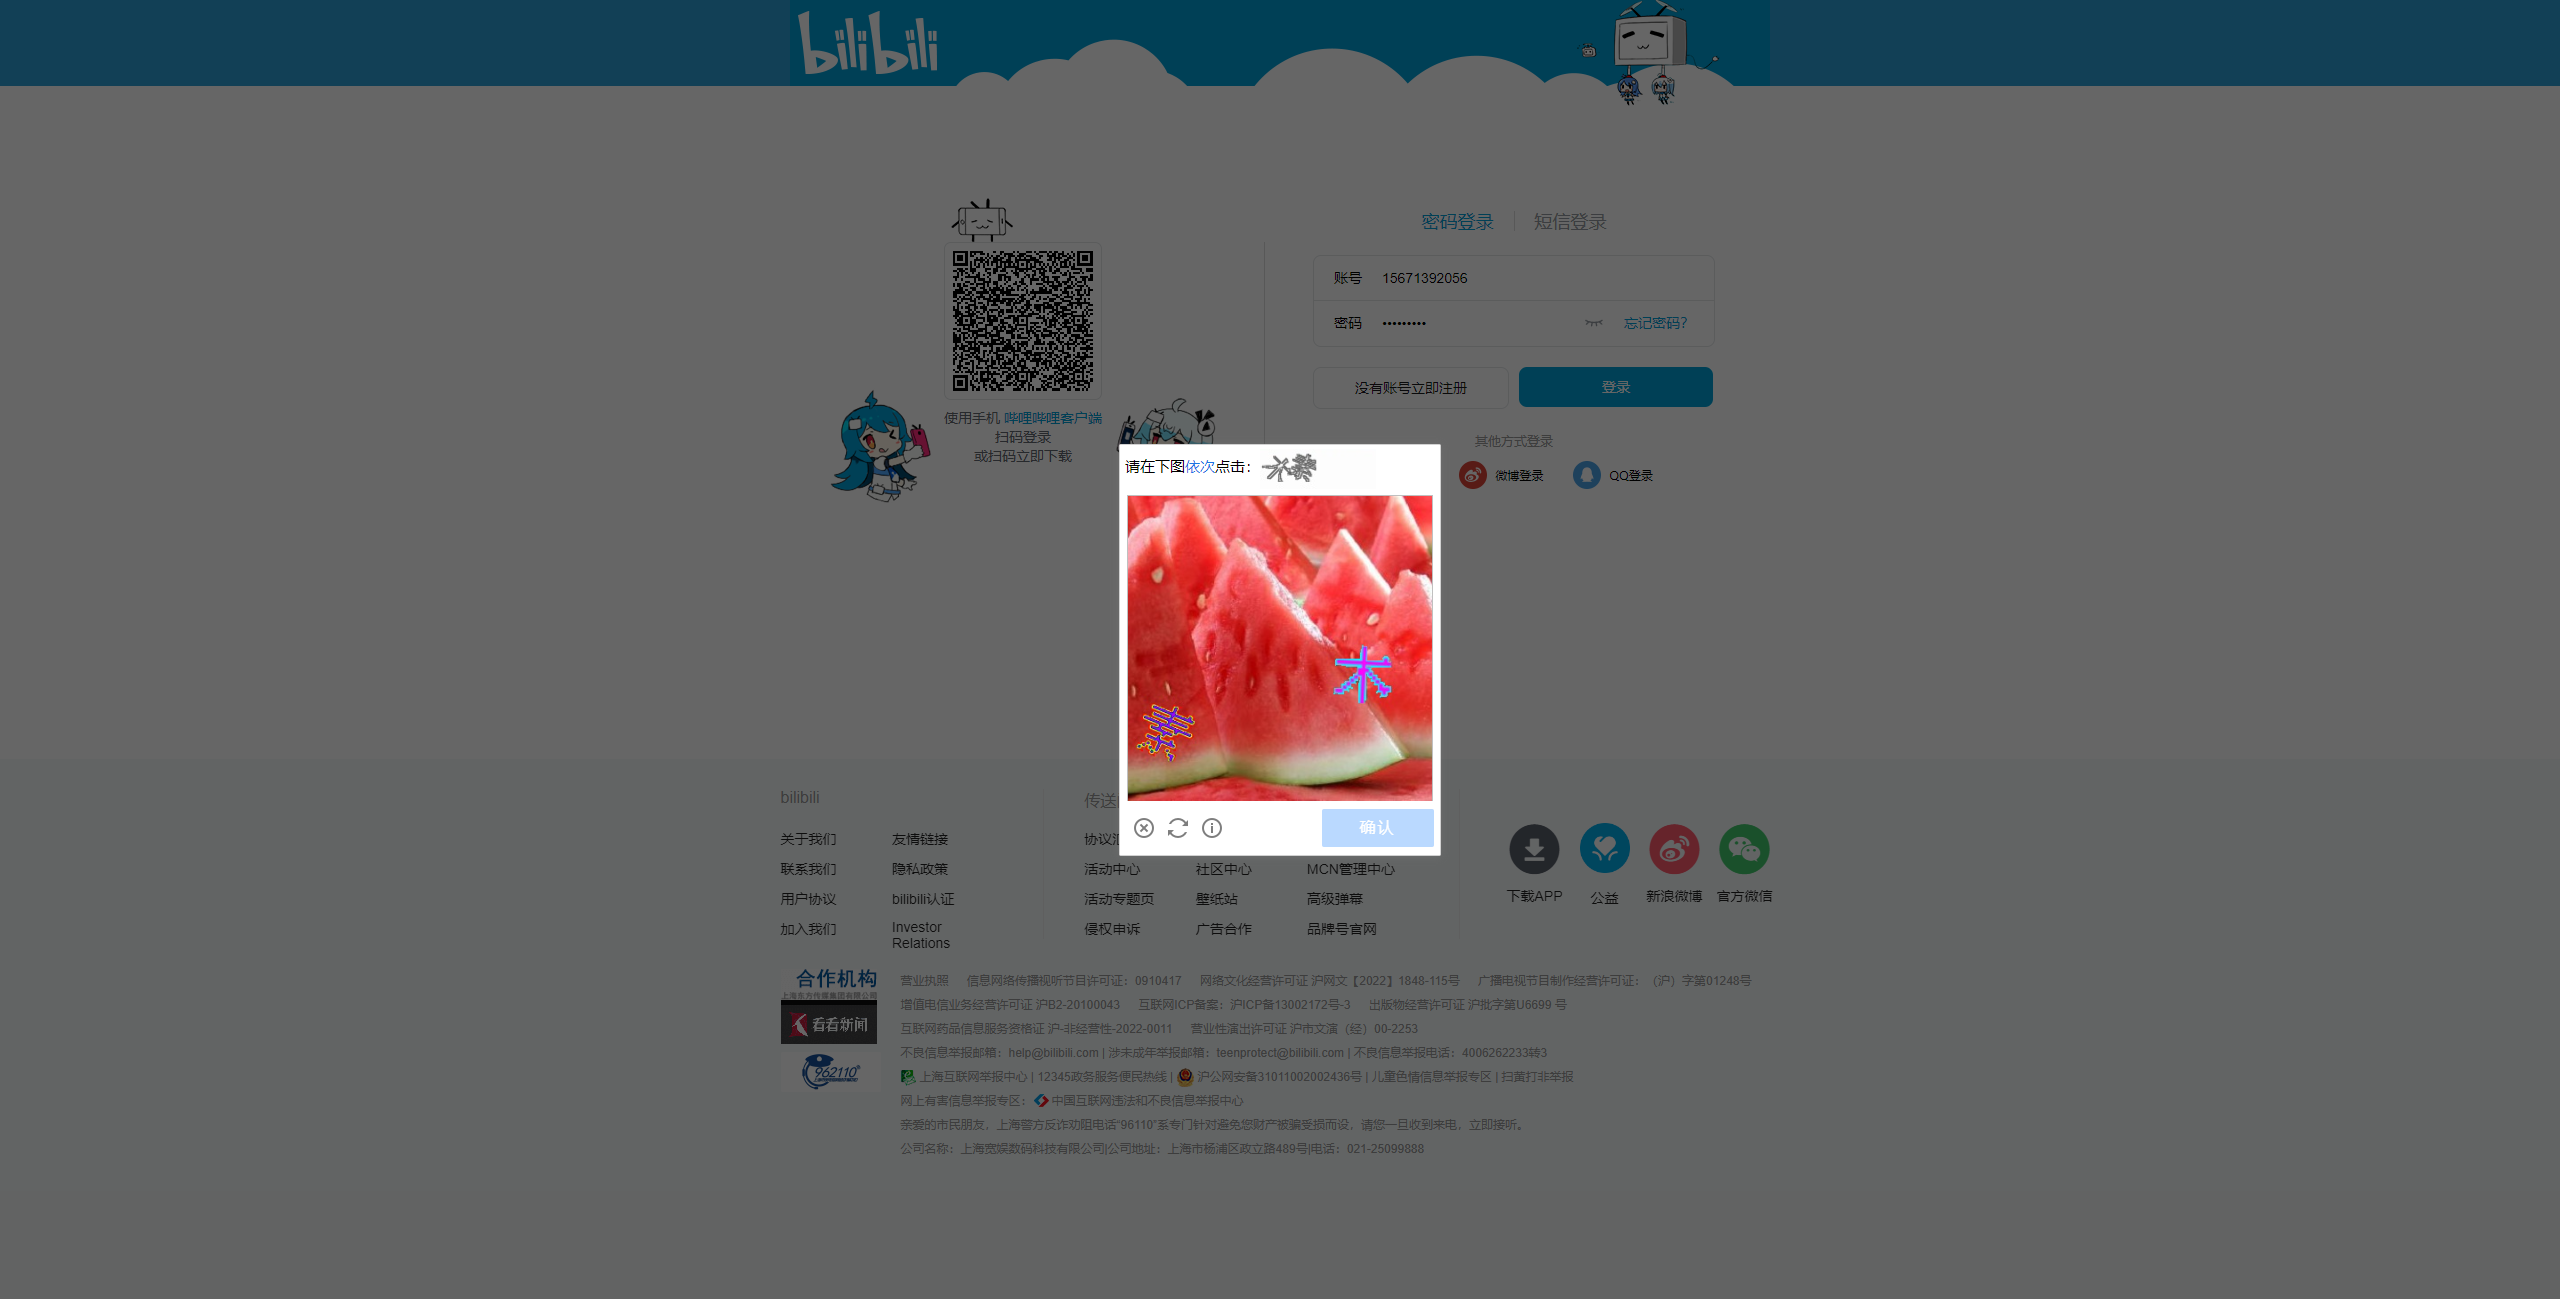 bilibili
密码登录
短信登录
账号 15671392056
密码 •••••••••
忘记密码?
没有账号立即注册
登录
使用手机 哔哩哔哩客户端
扫码登录
或扫码立即下载
其他方式登录
微博登录
QQ登录
请在下图依次点击：
木
素
确认
bilibili
关于我们 友情链接
联系我们 隐私政策
用户协议 bilibili认证
加入我们 Investor Relations
传送
协议汇
活动中心 社区中心 MCN管理中心
活动专题页 壁纸站 高级弹幕
侵权申诉 广告合作 品牌号官网
下载APP 公益 新浪微博 官方微信
合作机构
上海东方传媒集团有限公司
看看新闻
962110
营业执照 信息网络传播视听节目许可证：0910417 网络文化经营许可证 沪网文【2022】1848-115号 广播电视节目制作经营许可证：（沪）字第01248号
增值电信业务经营许可证 沪B2-20100043 互联网ICP备案：沪ICP备13002172号-3 出版物经营许可证 沪批字第U6699 号
互联网药品信息服务资格证 沪-非经营性-2022-0011 营业性演出许可证 沪市文演（经）00-2253
不良信息举报邮箱：help@bilibili.com | 涉未成年举报邮箱：teenprotect@bilibili.com | 不良信息举报电话：4006262233转3
上海互联网举报中心 | 12345政务服务便民热线 | 沪公网安备31011002002436号 | 儿童色情信息举报专区 | 扫黄打非举报
网上有害信息举报专区： 中国互联网违法和不良信息举报中心
亲爱的市民朋友，上海警方反诈劝阻电话“96110”系专门针对避免您财产被骗受损而设，请您一旦收到来电，立即接听。
公司名称：上海宽娱数码科技有限公司|公司地址：上海市杨浦区政立路489号|电话：021-25099888